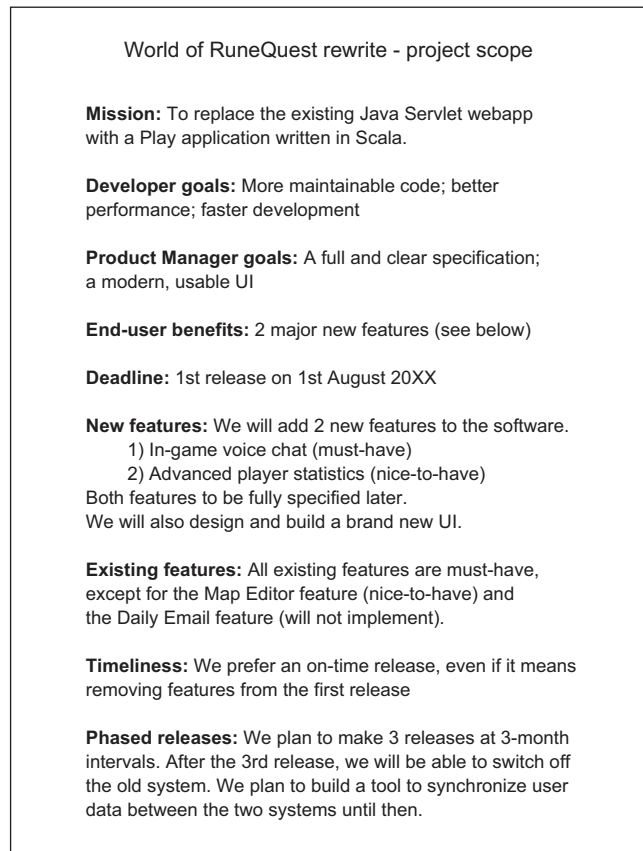 World of RuneQuest rewrite - project scope
Mission: To replace the existing Java Servlet webapp
with a Play application written in Scala.
Developer goals: More maintainable code; better
performance; faster development
Product Manager goals: A full and clear specification;
a modern, usable UI
End-user benefits: 2 major new features (see below)
Deadline: 1st release on 1st August 20XX
New features: We will add 2 new features to the software.
1) In-game voice chat (must-have)
2) Advanced player statistics (nice-to-have)
Both features to be fully specified later.
We will also design and build a brand new UI.
Existing features: All existing features are must-have,
except for the Map Editor feature (nice-to-have) and
the Daily Email feature (will not implement).
Timeliness: We prefer an on-time release, even if it means
removing features from the first release
Phased releases: We plan to make 3 releases at 3-month
intervals. After the 3rd release, we will be able to switch off
the old system. We plan to build a tool to synchronize user
data between the two systems until then.